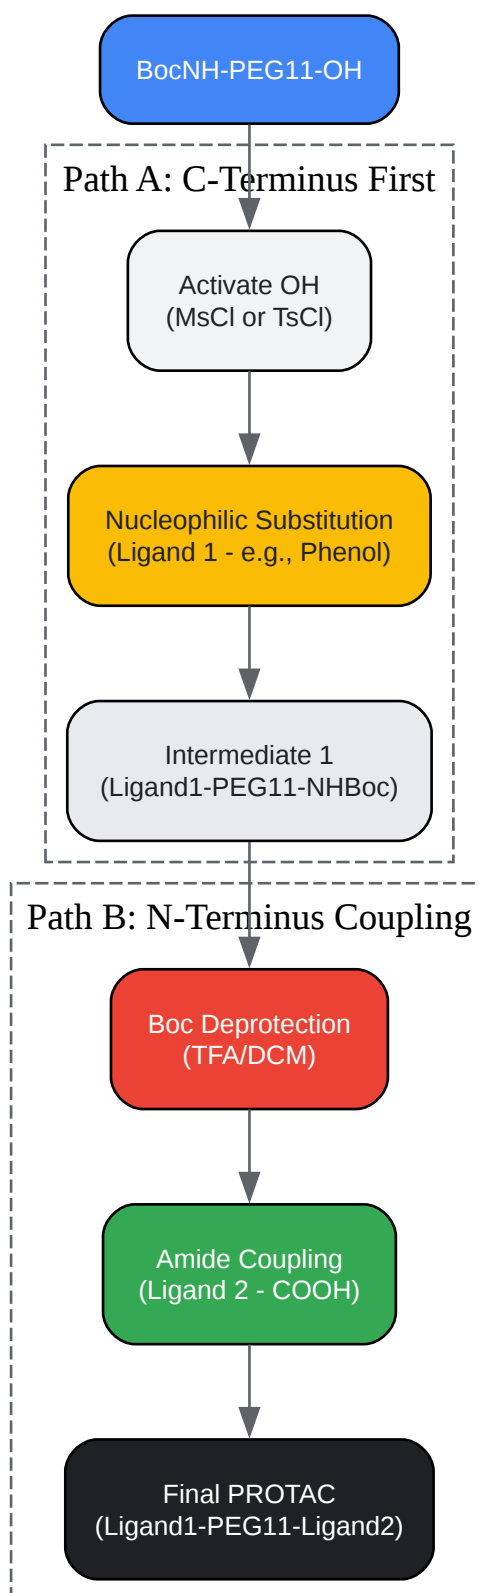 BocNH-PEG11-OH
Path A: C-Terminus First
Activate OH
(MsCl or TsCl)
Nucleophilic Substitution
(Ligand 1 - e.g., Phenol)
Intermediate 1
(Ligand1-PEG11-NHBoc)
Path B: N-Terminus Coupling
Boc Deprotection
(TFA/DCM)
Amide Coupling
(Ligand 2 - COOH)
Final PROTAC
(Ligand1-PEG11-Ligand2)